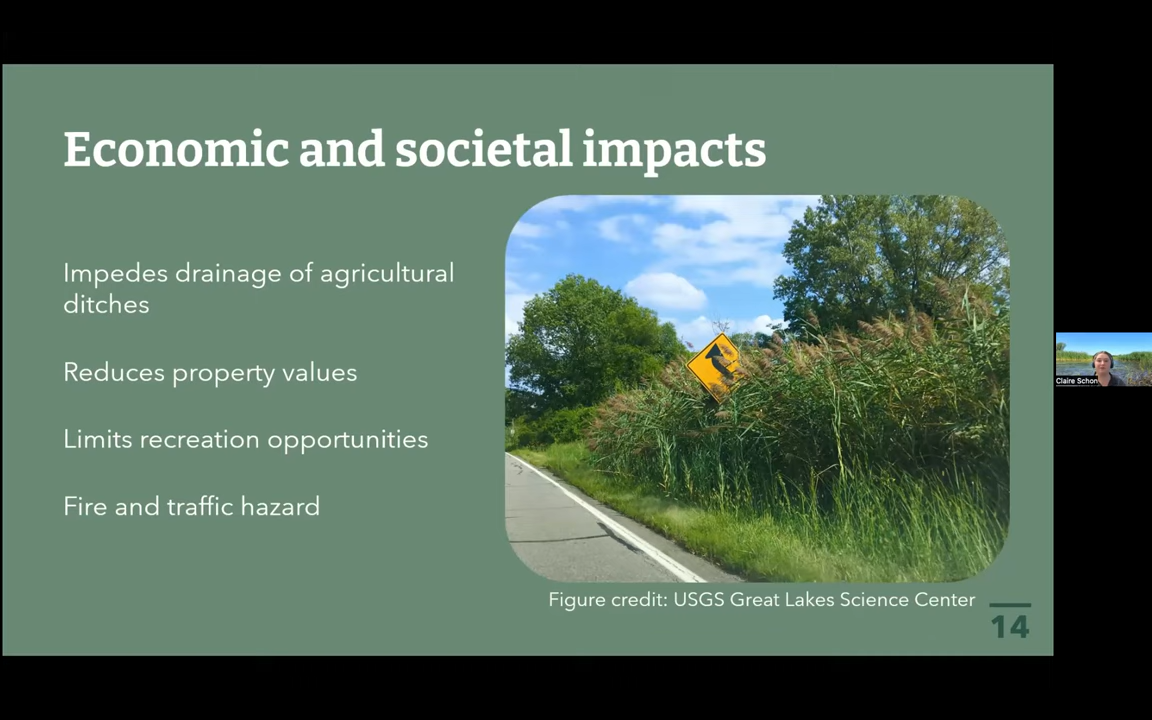 Economic and societal impacts
Impedes drainage of agricultural
ditches
Reduces property values
Limits recreation opportunities
Fire and traffic hazard
Figure credit: USGS Great Lakes Science Center
14
Claire Schon